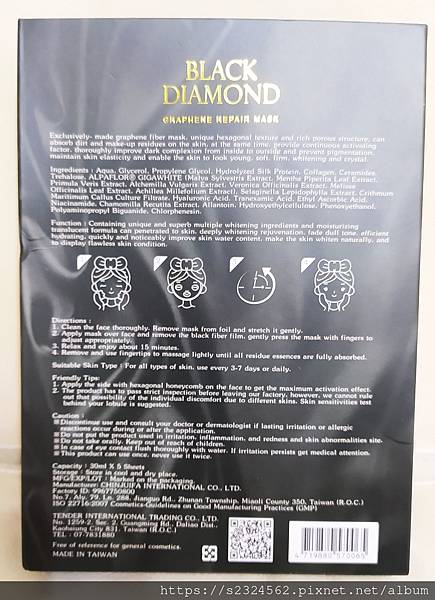 BLACK
DIAMOND
GRAPHENE REPAIR MASK
Exclusively- made graphene fiber mask, unique hexagonal texture and rich porous structure, can
absorb dirt and make-up residues on the skin, at the same time, provide continuous activating
factor, thoroughly improve dark complexion from inside to outside and prevent pigmentation,
maintain skin elasticity and enable the skin to look young, soft, firm, whitening and crystal.
Ingredients : Aqua, Glycerol, Propylene Glycol, Hydrolyzed Silk Protein, Collagen, Ceramides,
Trehalose, ALPAFLOR® GIGAWHITE (Malva Sylvestris Extract, Mentha Piperita Leaf Extract,
Primula Veris Extract, Alchemilla Vulgaris Extract, Veronica Officinalis Extract, Melissa
Officinalis Leaf Extract, Achillea Millefolium Extract), Selaginella Lepidophylla Extract, Crithmum
Maritimum Callus Culture Filtrate, Hyaluronic Acid, Tranexamic Acid, Ethyl Ascorbic Acid,
Niacinamide, Chamomilla Recutita Extract, Allantoin, Hydroxyethylcellulose, Phenoxyethanol,
Polyaminopropyl Biguanide, Chlorphenesin.
Function : Containing unique and superb multiple whitening ingredients and moisturizing
translucent formula can penetrated to skin, deeply whitening rejuvenation, fade dull tone, efficient
hydrating, quickly and noticeably improve skin water content, make the skin whiten naturally, and
to display flawless skin condition.
Directions :
1. Clean the face thoroughly. Remove mask from foil and stretch it gently.
2. Apply mask over face and remove the black fiber film, gently press the mask with fingers to
adjust appropriately.
3. Relax and enjoy about 15 minutes.
4. Remove and use fingertips to massage lightly until all residue essences are fully absorbed.
Suitable Skin Type : For all types of skin, use every 3-7 days or daily.
Friendly Tips:
1. Apply the side with hexagonal honeycomb on the face to get the maximum activation effect.
2. The product has to pass strict inspection before leaving our factory, however, we cannot rule
out that possibility of the individual discomfort due to different skins. Skin sensitivities test
behind your lobule is suggested.
Caution :
※Discontinue use and consult your doctor or dermatologist if lasting irritation or allergic
reactions occur during or after the application.
※Do not put the product used in irritation, inflammation, and redness and skin abnormalities site.
※Do not take orally. Keep out of reach of children.
※In case of eye contact flush thoroughly with water. If irritation persists get medical attention.
※This product can use once, never use it twice.
Capacity : 30ml X 5 Sheets
Storage : Store in cool and dry place.
MFG/EXP/LOT : Marked on the packaging.
Manufacturer: CHINJUIFA INTERNATIONAL CO., LTD.
Factory ID: 99677S0800
No.7, Aly. 79, Ln. 288, Jianguo Rd., Zhunan Township, Miaoli County 350, Taiwan (R.O.C.)
ISO 22716:2007 Cosmetics-Guidelines on Good Manufacturing Practices (GMP)
TENDER INTERNATIONAL TRADING CO., LTD.
No. 1259-2, Sec. 2, Guangming Rd., Daliao Dist.,
Kaohsiung City 831, Taiwan (R.O.C.)
TEL : 07-7831880
Free of reference for general cosmetics.
MADE IN TAIWAN
4 719880 570065
https://s2324562.pixnet.net/album